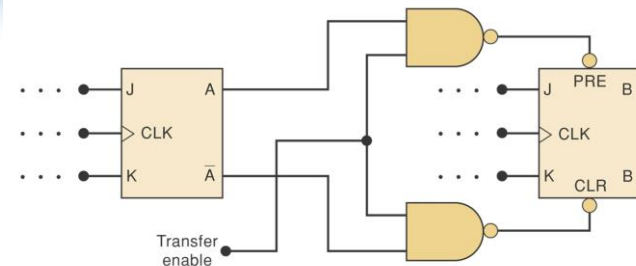 J A
CLK
K A̅
Transfer
enable
PRE
J B
CLK
K B
CLR